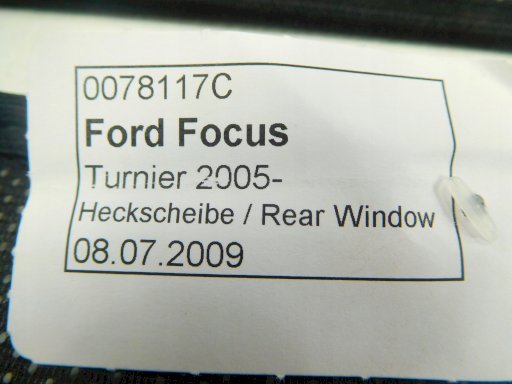 0078117C
Ford Focus
Turnier 2005-
Heckscheibe / Rear Window
08.07.2009